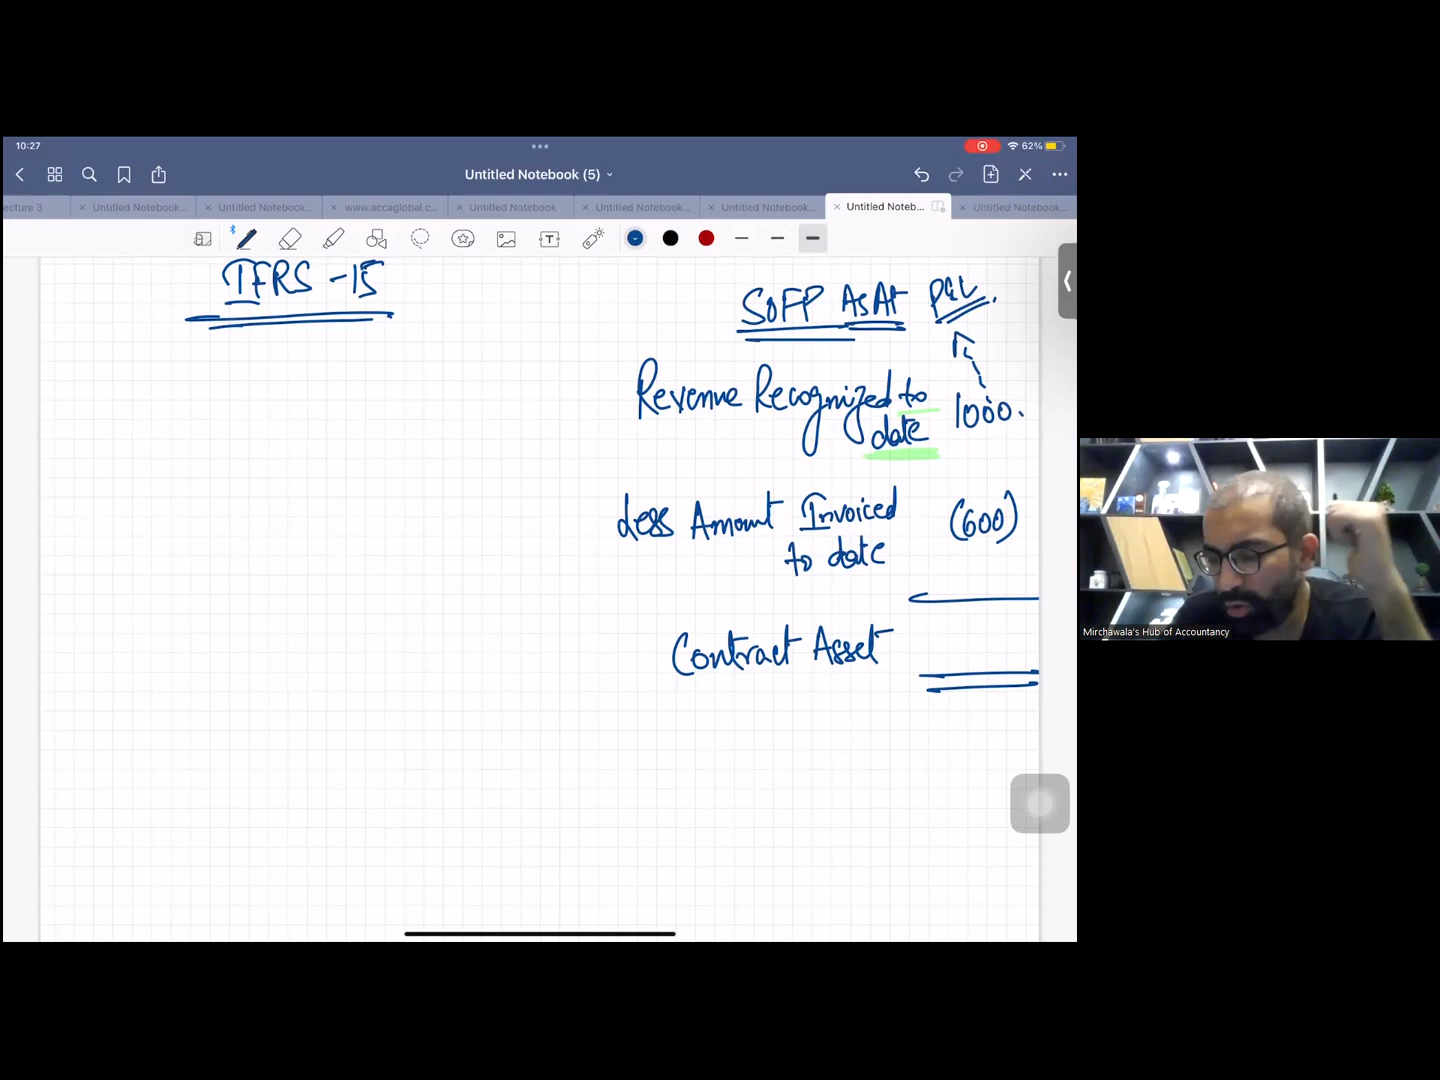 10:27
62%
Untitled Notebook (5)
ecture 3
Untitled Notebook...
Untitled Notebook...
www.accaglobal.c...
Untitled Notebook
Untitled Notebook...
Untitled Notebook...
Untitled Noteb...
Untitled Notebook...
IFRS -15
SOFP As At P&L.
Revenue Recognized to date 1000.
Less Amount Invoiced to date (600)
Contract Asset
Mirchawala's Hub of Accountancy